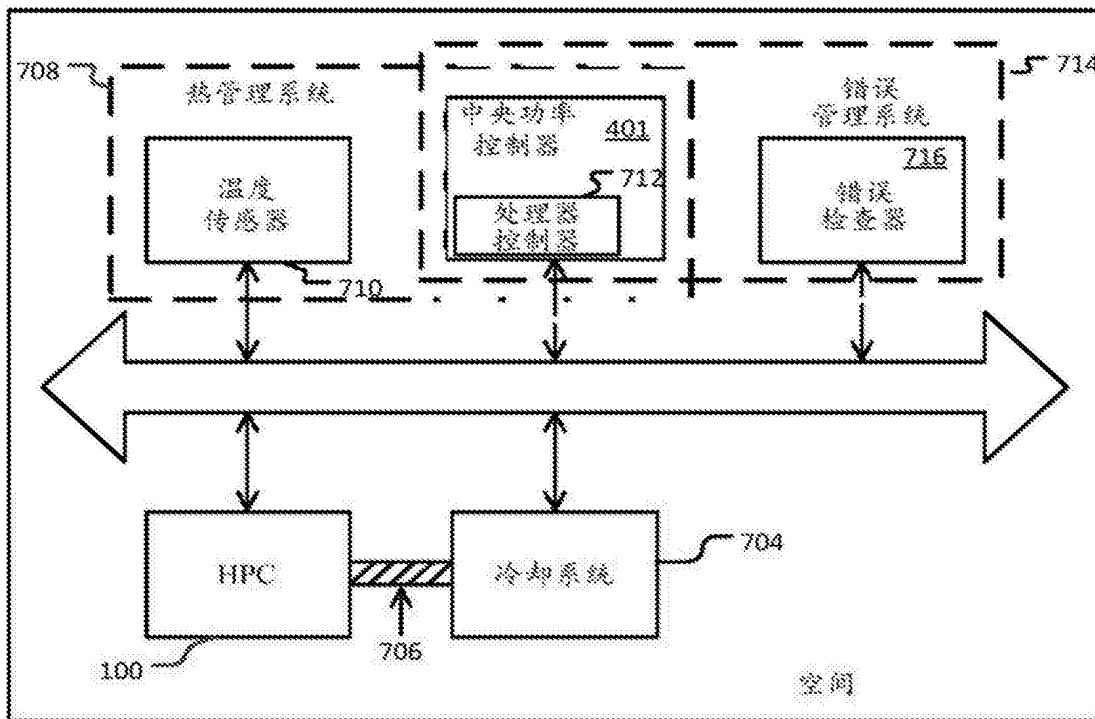 708
热管理系统
温度
传感器
710
中央功率
控制器
401
712
处理器
控制器
错误
管理系统
714
716
错误
检查器
HPC
100
706
冷却系统
704
空间